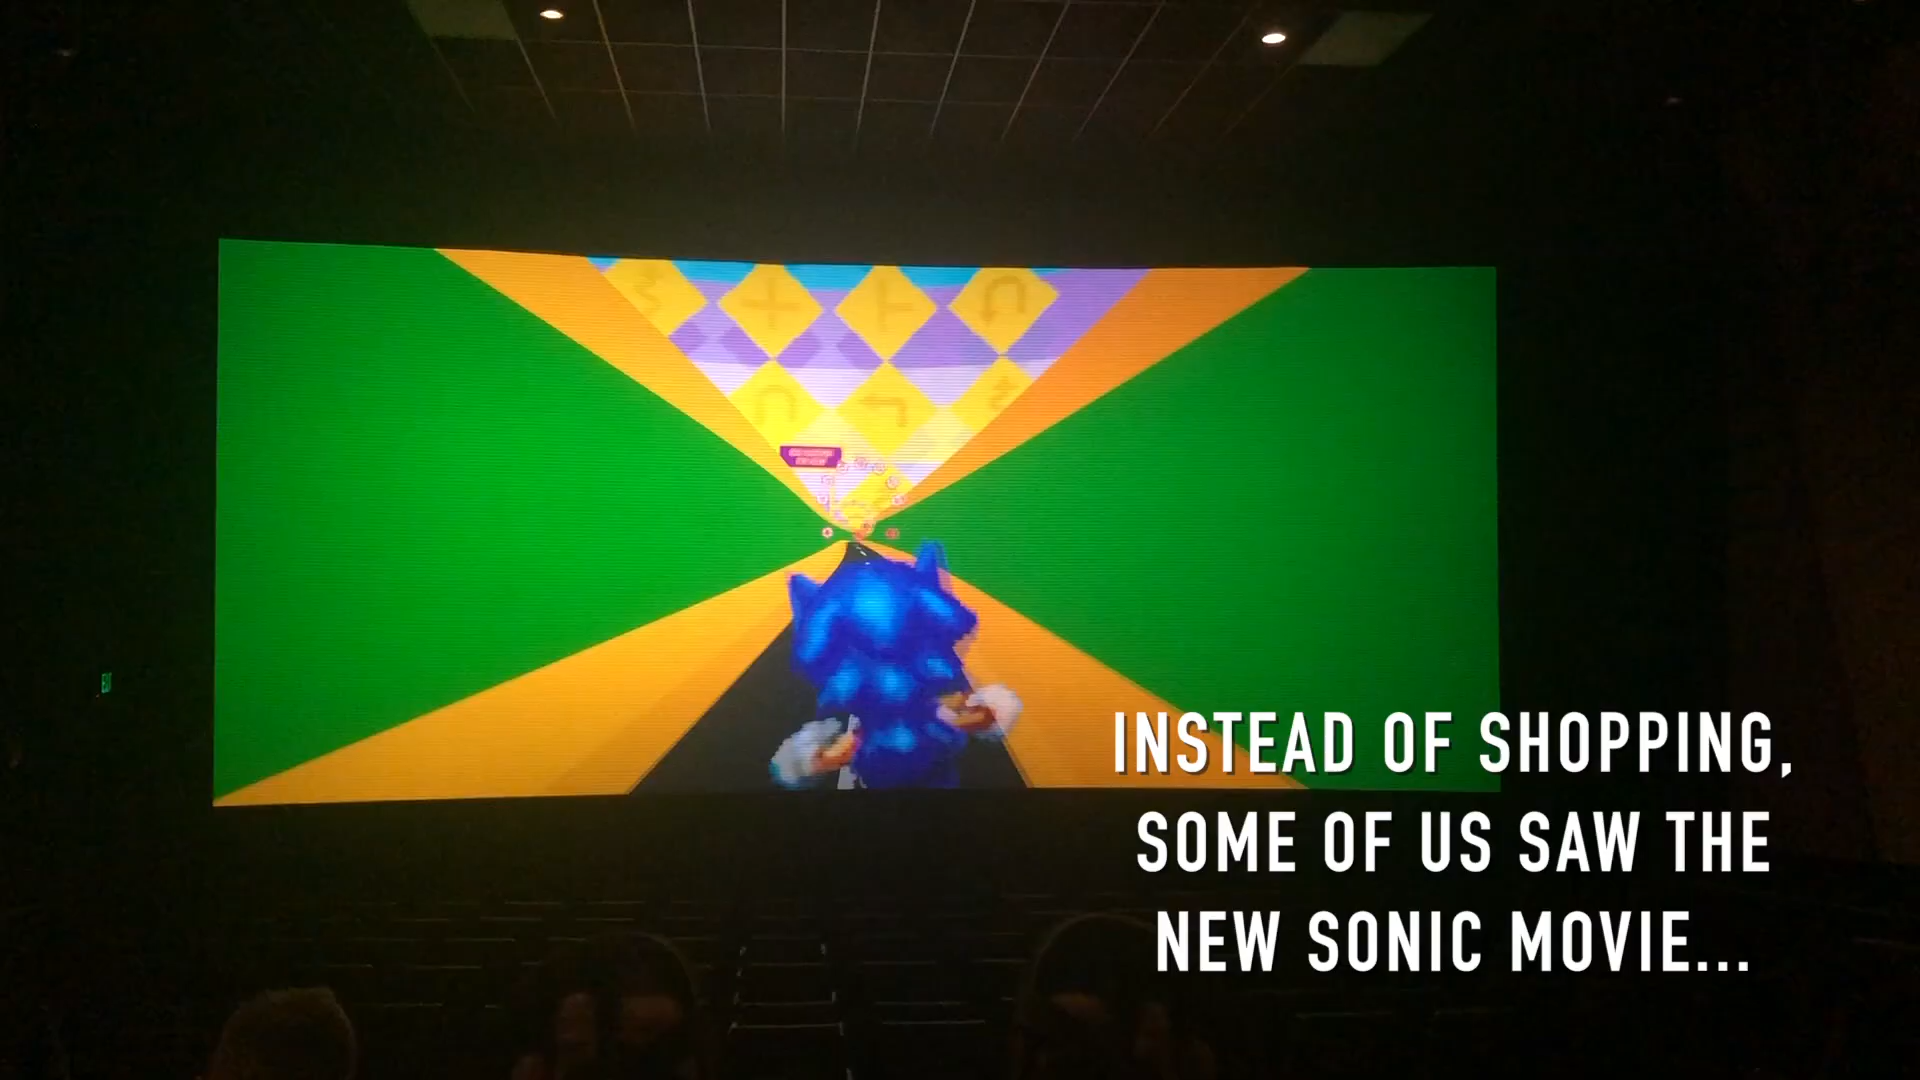 INSTEAD OF SHOPPING,
SOME OF US SAW THE
NEW SONIC MOVIE...